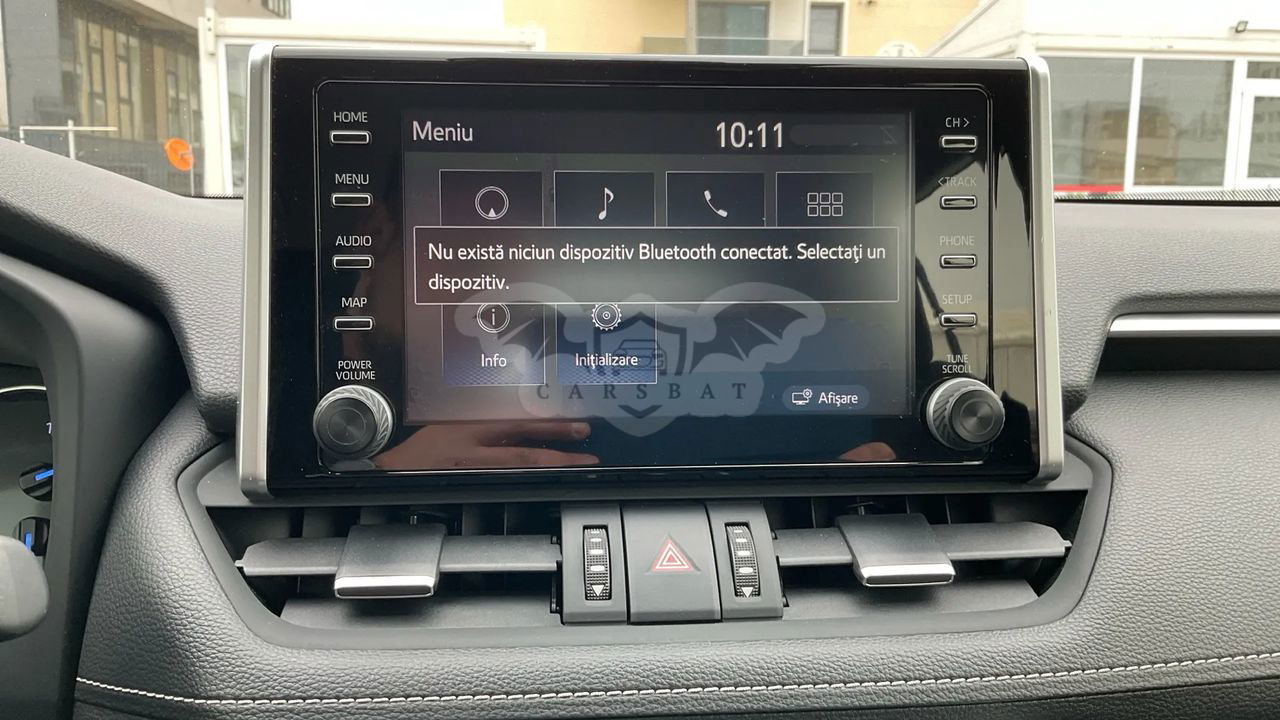 HOME
MENU
AUDIO
MAP
POWER
VOLUME
Meniu
10:11
Nu există niciun dispozitiv Bluetooth conectat. Selectaţi un
dispozitiv.
Info
Iniţializare
Afişare
CARSBAT
CH >
< TRACK
PHONE
SETUP
TUNE
SCROLL